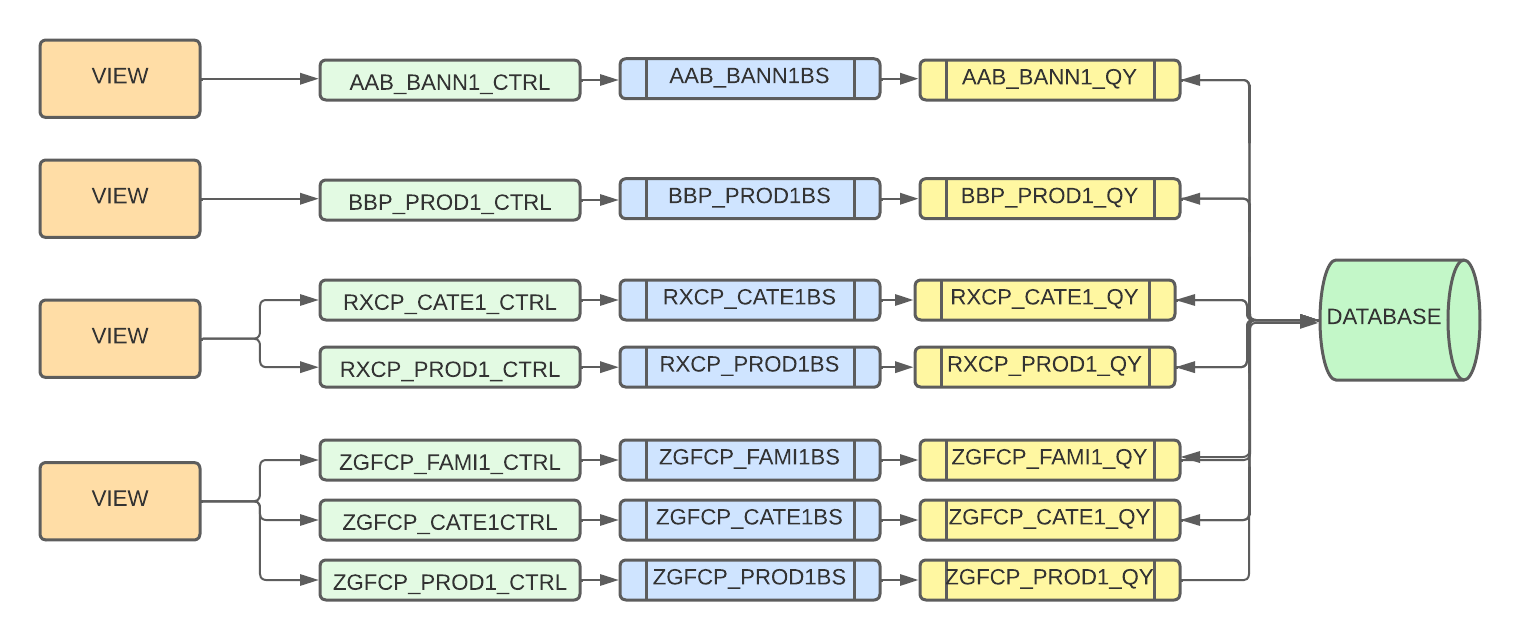 VIEW
AAB_BANN1_CTRL
AAB_BANN1BS
AAB_BANN1_QY
VIEW
BBP_PROD1_CTRL
BBP_PROD1BS
BBP_PROD1_QY
VIEW
RXCP_CATE1_CTRL
RXCP_CATE1BS
RXCP_CATE1_QY
RXCP_PROD1_CTRL
RXCP_PROD1BS
RXCP_PROD1_QY
DATABASE
VIEW
ZGFCP_FAMI1_CTRL
ZGFCP_FAMI1BS
ZGFCP_FAMI1_QY
ZGFCP_CATE1CTRL
ZGFCP_CATE1BS
ZGFCP_CATE1_QY
ZGFCP_PROD1_CTRL
ZGFCP_PROD1BS
ZGFCP_PROD1_QY